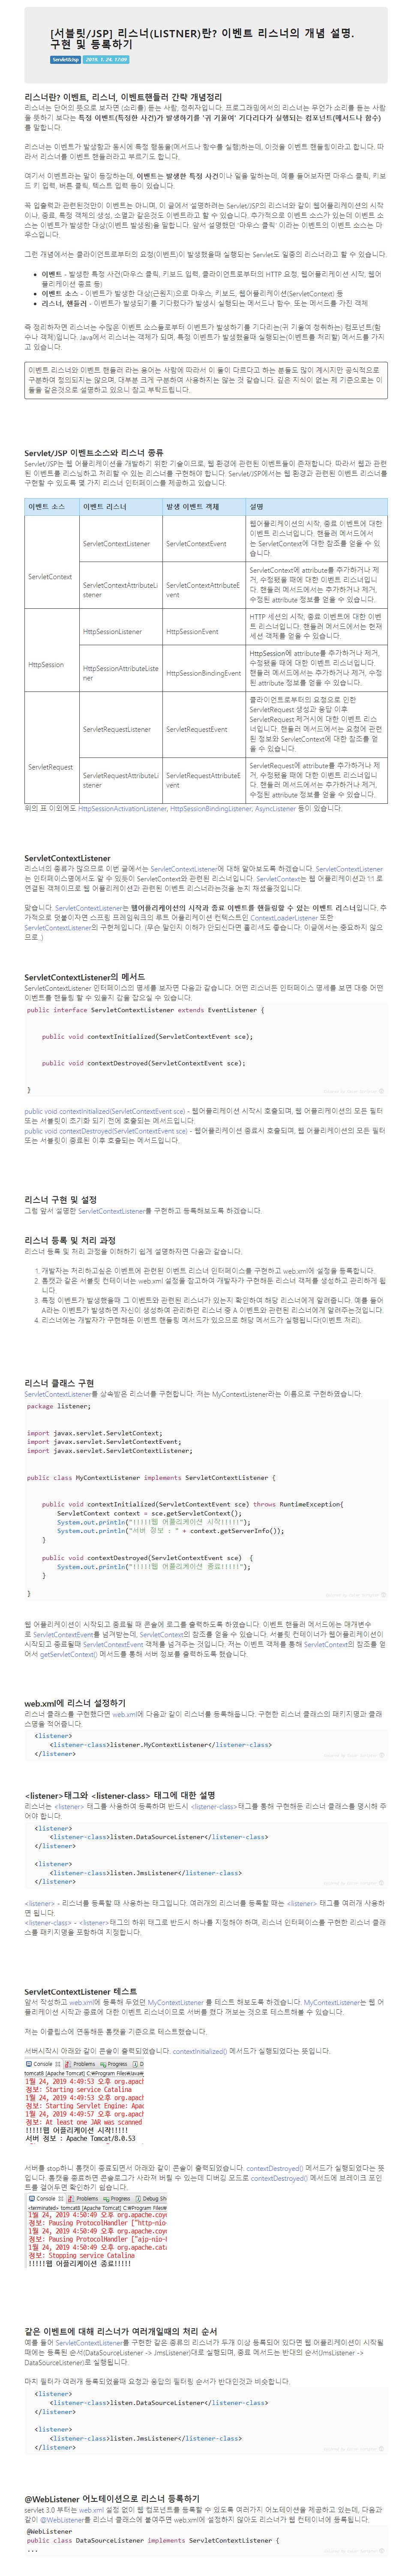 [서블릿/JSP] 리스너(LISTNER)란? 이벤트 리스너의 개념 설명.
구현 및 등록하기
Servlet&Jsp 2019. 1. 24. 17:09
리스너란? 이벤트, 리스너, 이벤트핸들러 간략 개념정리
리스너는 단어의 뜻으로 보자면 (소리를) 듣는 사람, 청취자입니다. 프로그래밍에서의 리스너는 무언가 소리를 듣는 사람
을 뜻하기 보다는 특정 이벤트(특정한 사건)가 발생하기를 '귀 기울여' 기다리다가 실행되는 컴포넌트(메서드나 함수)
를 말합니다.
리스너는 이벤트가 발생함과 동시에 특정 행동을(메서드나 함수를 실행)하는데, 이것을 이벤트 핸들링이라고 합니다. 따
라서 리스너를 이벤트 핸들러라고 부르기도 합니다.
여기서 이벤트라는 말이 등장하는데, 이벤트는 발생한 특정 사건이나 일을 말하는데, 예를 들어보자면 마우스 클릭, 키보
드 키 입력, 버튼 클릭, 텍스트 입력 등이 있습니다.
꼭 입출력과 관련된것만이 이벤트는 아니며, 이 글에서 설명하려는 Servlet/JSP의 리스너와 같이 웹어플리케이션의 시작
이나, 종료, 특정 객체의 생성, 소멸과 같은것도 이벤트라고 할 수 있습니다. 추가적으로 이벤트 소스가 있는데 이벤트 소
스는 이벤트가 발생한 대상(이벤트 발생원)을 말합니다. 앞서 설명했던 '마우스 클릭' 이라는 이벤트의 이벤트 소스는 마
우스입니다.
그런 개념에서는 클라이언트로부터의 요청(이벤트)이 발생했을때 실행되는 Servlet도 일종의 리스너라고 할 수 있습니다.
• 이벤트 - 발생한 특정 사건(마우스 클릭, 키보드 입력, 클라이언트로부터의 HTTP 요청, 웹어플리케이션 시작, 웹어
플리케이션 종료 등)
• 이벤트 소스 - 이벤트가 발생한 대상(근원지)으로 마우스, 키보드, 웹어플리케이션(ServletContext) 등
• 리스너, 핸들러 - 이벤트가 발생되기를 기다렸다가 발생시 실행되는 메서드나 함수. 또는 메서드를 가진 객체
즉 정리하자면 리스너는 수많은 이벤트 소스들로부터 이벤트가 발생하기를 기다리는(귀 기울여 청취하는) 컴포넌트(함
수나 객체)입니다. Java에서 리스너는 객체가 되며, 특정 이벤트가 발생했을때 실행되는(이벤트를 처리할) 메서드를 가지
고 있습니다.
이벤트 리스너와 이벤트 핸들러 라는 용어는 사람에 따라서 이 둘이 다르다고 하는 분들도 많이 계시지만 공식적으로
구분하여 정의되지는 않으며, 대부분 크게 구분하여 사용하지는 않는 것 같습니다. 깊은 지식이 없는 제 기준으로는 이
둘을 같은것으로 설명하고 있으니 참고 부탁드립니다.
Servlet/JSP 이벤트소스와 리스너 종류
Servlet/JSP는 웹 어플리케이션을 개발하기 위한 기술이므로, 웹 환경에 관련된 이벤트들이 존재합니다. 따라서 웹과 관련
된 이벤트를 리스닝하고 처리할 수 있는 리스너를 구현해야 합니다. Servlet/JSP에서는 웹 환경과 관련된 이벤트 리스너를
구현할 수 있도록 몇 가지 리스너 인터페이스를 제공하고 있습니다.
이벤트 소스 이벤트 리스너 발생 이벤트 객체 설명
ServletContext ServletContextListener ServletContextEvent 웹어플리케이션의 시작, 종료 이벤트에 대한
이벤트 리스너입니다. 핸들러 메서드에서
는 ServletContext에 대한 참조를 얻을 수 있
습니다.
ServletContextAttributeLi
stener ServletContextAttributeE
vent ServletContext에 attribute를 추가하거나 제
거, 수정됐을 때에 대한 이벤트 리스너입니
다. 핸들러 메서드에서는 추가하거나 제거,
수정된 attribute 정보를 얻을 수 있습니다.
HttpSession HttpSessionListener HttpSessionEvent HTTP 세션의 시작, 종료 이벤트에 대한 이벤
트 리스너입니다. 핸들러 메서드에서는 현재
세션 객체를 얻을 수 있습니다.
HttpSessionAttributeListe
ner HttpSessionBindingEvent HttpSession에 attribute를 추가하거나 제거,
수정됐을 때에 대한 이벤트 리스너입니다.
핸들러 메서드에서는 추가하거나 제거, 수정
된 attribute 정보를 얻을 수 있습니다.
ServletRequest ServletRequestListener ServletRequestEvent 클라이언트로부터의 요청으로 인한
ServletRequest 생성과 응답 이후
ServletRequest 제거시에 대한 이벤트 리스
너입니다. 핸들러 메서드에서는 요청에 관련
된 정보와 ServletContext에 대한 참조를 얻
을 수 있습니다.
ServletRequestAttributeLi
stener ServletRequestAttributeE
vent ServletRequest에 attribute를 추가하거나 제
거, 수정됐을 때에 대한 이벤트 리스너입니
다. 핸들러 메서드에서는 추가하거나 제거,
수정된 attribute 정보를 얻을 수 있습니다.
위의 표 이외에도 HttpSessionActivationListener, HttpSessionBindingListener, AsyncListener 등이 있습니다.
ServletContextListener
리스너의 종류가 많으므로 이번 글에서는 ServletContextListener에 대해 알아보도록 하겠습니다. ServletContextListener
는 인터페이스명에서도 알 수 있듯이 ServletContext와 관련된 리스너입니다. ServletContext는 웹 어플리케이션과 1:1 로
연결된 객체이므로 웹 어플리케이션과 관련된 이벤트 리스너라는것을 눈치 채셨을것입니다.
맞습니다. ServletContextListener는 웹어플리케이션의 시작과 종료 이벤트를 핸들링할 수 있는 이벤트 리스너입니다. 추
가적으로 덧붙이자면 스프링 프레임워크의 루트 어플리케이션 컨텍스트인 ContextLoaderListener 또한
ServletContextListener의 구현체입니다. (무슨 말인지 이해가 안되신다면 흘리셔도 좋습니다. 이글에서는 중요하지 않으
므로..)
ServletContextListener의 메서드
ServletContextListener 인터페이스의 명세를 보자면 다음과 같습니다. 어떤 리스너든 인터페이스 명세를 보면 대충 어떤
이벤트를 핸들링 할 수 있을지 감을 잡으실 수 있습니다.
public interface ServletContextListener extends EventListener {
public void contextInitialized(ServletContextEvent sce);
public void contextDestroyed(ServletContextEvent sce);
}
public void contextInitialized(ServletContextEvent sce) - 웹어플리케이션 시작시 호출되며, 웹 어플리케이션의 모든 필터
또는 서블릿이 초기화 되기 전에 호출되는 메서드입니다.
public void contextDestroyed(ServletContextEvent sce) - 웹어플리케이션 종료시 호출되며, 웹 어플리케이션의 모든 필터
또는 서블릿이 종료된 이후 호출되는 메서드입니다.
리스너 구현 및 설정
그럼 앞서 설명한 ServletContextListener를 구현하고 등록해보도록 하겠습니다.
리스너 등록 및 처리 과정
리스너 등록 및 처리 과정을 이해하기 쉽게 설명하자면 다음과 같습니다.
1. 개발자는 처리하고싶은 이벤트에 관련된 이벤트 리스너 인터페이스를 구현하고 web.xml에 설정을 등록합니다.
2. 톰캣과 같은 서블릿 컨테이너는 web.xml 설정을 참고하여 개발자가 구현해둔 리스너 객체를 생성하고 관리하게 됩
니다.
3. 특정 이벤트가 발생했을때 그 이벤트와 관련된 리스너가 있는지 확인하여 해당 리스너에게 알려줍니다. 예를 들어
A라는 이벤트가 발생하면 자신이 생성하여 관리하던 리스너 중 A 이벤트와 관련된 리스너에게 알려주는것입니다.
4. 리스너에는 개발자가 구현해둔 이벤트 핸들링 메서드가 있으므로 해당 메서드가 실행됩니다(이벤트 처리).
리스너 클래스 구현
ServletContextListener를 상속받은 리스너를 구현합니다. 저는 MyContextListener라는 이름으로 구현하였습니다.
package listener;
import javax.servlet.ServletContext;
import javax.servlet.ServletContextEvent;
import javax.servlet.ServletContextListener;
public class MyContextListener implements ServletContextListener {
public void contextInitialized(ServletContextEvent sce) throws RuntimeException{
ServletContext context = sce.getServletContext();
System.out.println("!!!!!웹 어플리케이션 시작!!!!!");
System.out.println("서버 정보 : " + context.getServerInfo());
}
public void contextDestroyed(ServletContextEvent sce) {
System.out.println("!!!!!웹 어플리케이션 종료!!!!!");
}
}
웹 어플리케이션이 시작되고 종료될 때 콘솔에 로그를 출력하도록 하였습니다. 이벤트 핸들러 메서드에는 매개변수
로 ServletContextEvent를 넘겨받는데, ServletContext의 참조를 얻을 수 있습니다. 서블릿 컨테이너가 웹어플리케이션이
시작되고 종료될때 ServletContextEvent 객체를 넘겨주는 것입니다. 저는 이벤트 객체를 통해 ServletContext의 참조를 얻
어서 getServletContext() 메서드를 통해 서버 정보를 출력하도록 했습니다.
web.xml에 리스너 설정하기
리스너 클래스를 구현했다면 web.xml에 다음과 같이 리스너를 등록해둡니다. 구현한 리스너 클래스의 패키지명과 클래
스명을 적어줍니다.
<listener>
<listener-class>listener.MyContextListener</listener-class>
</listener>
<listener>태그와 <listener-class> 태그에 대한 설명
리스너는 <listener> 태그를 사용하여 등록하며 반드시 <listener-class>태그를 통해 구현해둔 리스너 클래스를 명시해 주
어야 합니다.
<listener>
<listener-class>listen.DataSourceListener</listener-class>
</listener>
<listener>
<listener-class>listen.JmsListener</listener-class>
</listener>
<listener> - 리스너를 등록할 때 사용하는 태그입니다. 여러개의 리스너를 등록할 때는 <listener> 태그를 여러개 사용하
면 됩니다.
<listener-class> - <listener>태그의 하위 태그로 반드시 하나를 지정해야 하며, 리스너 인터페이스를 구현한 리스너 클래
스를 패키지명을 포함하여 지정합니다.
ServletContextListener 테스트
앞서 작성하고 web.xml에 등록해 두었던 MyContextListener 를 테스트 해보도록 하겠습니다. MyContextListener는 웹 어
플리케이션 시작과 종료에 대한 이벤트 리스너이므로 서버를 켰다 꺼보는 것으로 테스트해볼 수 있습니다.
저는 이클립스에 연동해둔 톰캣을 기준으로 테스트했습니다.
서버시작시 아래와 같이 콘솔이 출력되었습니다. contextInitialized() 메서드가 실행되었다는 뜻입니다.
Console Problems Progress D
tomcat8 [Apache Tomcat] C:\Program Files\Java\j
1월 24, 2019 4:49:53 오후 org.apach
정보: Starting service Catalina
1월 24, 2019 4:49:53 오후 org.apach
정보: Starting Servlet Engine: Apac
1월 24, 2019 4:49:57 오후 org.apach
정보: At least one JAR was scanned
!!!!!웹 어플리케이션 시작!!!!!
서버 정보 : Apache Tomcat/8.0.53
서버를 stop하니 톰캣이 종료되면서 아래와 같이 콘솔이 출력되었습니다. contextDestroyed() 메서드가 실행되었다는 뜻
입니다. 톰캣을 종료하면 콘솔로그가 사라져 버릴 수 있는데 디버깅 모드로 contextDestroyed() 메서드에 브레이크 포인
트를 걸어두면 확인하기 쉽습니다.
Console Problems Progress Debug Sh
<terminated> tomcat8 [Apache Tomcat] C:\Program Files\
1월 24, 2019 4:50:49 오후 org.apache.coyo
정보: Pausing ProtocolHandler ["http-nio-
1월 24, 2019 4:50:49 오후 org.apache.coyo
정보: Pausing ProtocolHandler ["ajp-nio-8
1월 24, 2019 4:50:49 오후 org.apache.cata
정보: Stopping service Catalina
!!!!!웹 어플리케이션 종료!!!!!
같은 이벤트에 대해 리스너가 여러개일때의 처리 순서
예를 들어 ServletContextListener를 구현한 같은 종류의 리스너가 두개 이상 등록되어 있다면 웹 어플리케이션이 시작될
때에는 등록된 순서(DataSourceListener -> JmsListener)대로 실행되며, 종료 메서드는 반대의 순서(JmsListener ->
DataSourceListener)로 실행됩니다.
마치 필터가 여러개 등록되었을때 요청과 응답의 필터링 순서가 반대인것과 비슷합니다.
<listener>
<listener-class>listen.DataSourceListener</listener-class>
</listener>
<listener>
<listener-class>listen.JmsListener</listener-class>
</listener>
@WebListener 어노테이션으로 리스너 등록하기
servlet 3.0 부터는 web.xml 설정 없이 웹 컴포넌트를 등록할 수 있도록 여러가지 어노테이션을 제공하고 있는데, 다음과
같이 @WebListener를 리스너 클래스에 붙여주면 web.xml에 설정하지 않아도 리스너가 웹 컨테이너에 등록됩니다.
@WebListener
public class DataSourceListener implements ServletContextListener {
...